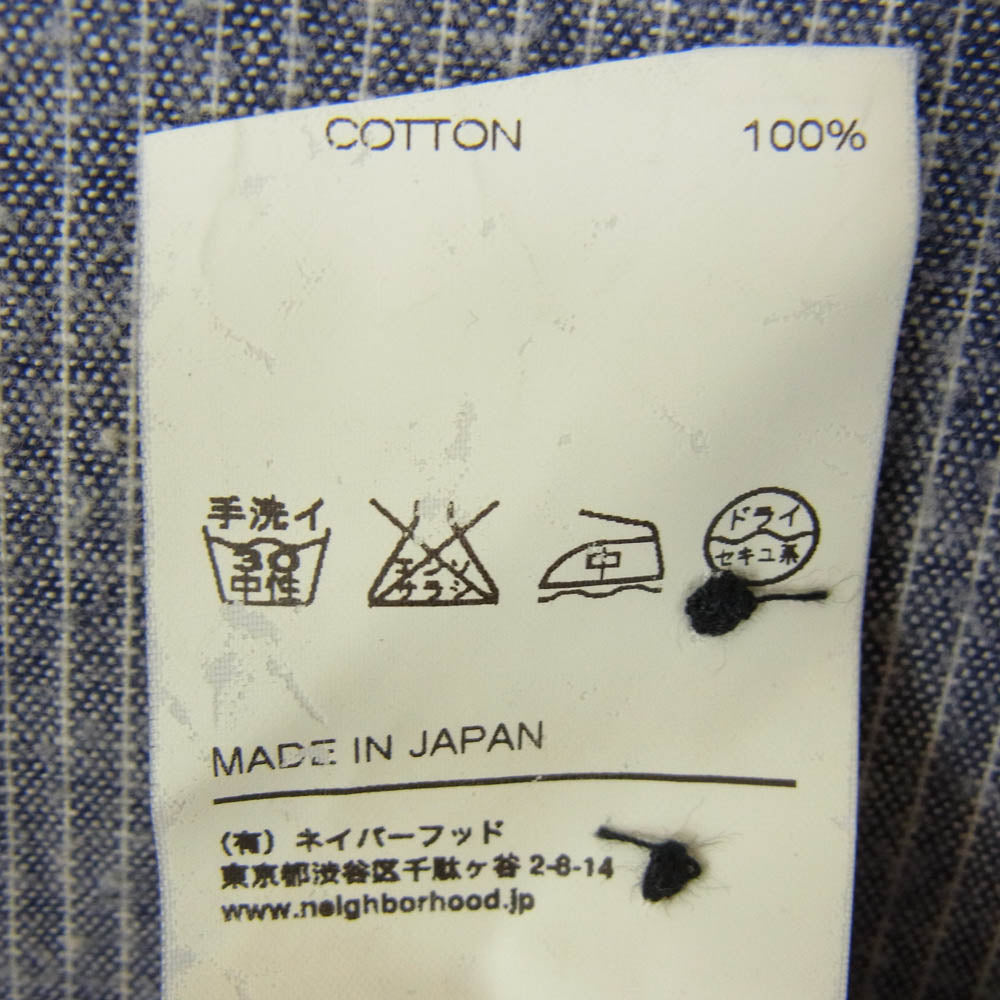 COTTON 100%
手洗イ
30
中性
エンソ
サラシ
中
ドライ
セキユ系
MADE IN JAPAN
(有) ネイバーフッド
東京都渋谷区千駄ヶ谷 2-8-14
www.neighborhood.jp